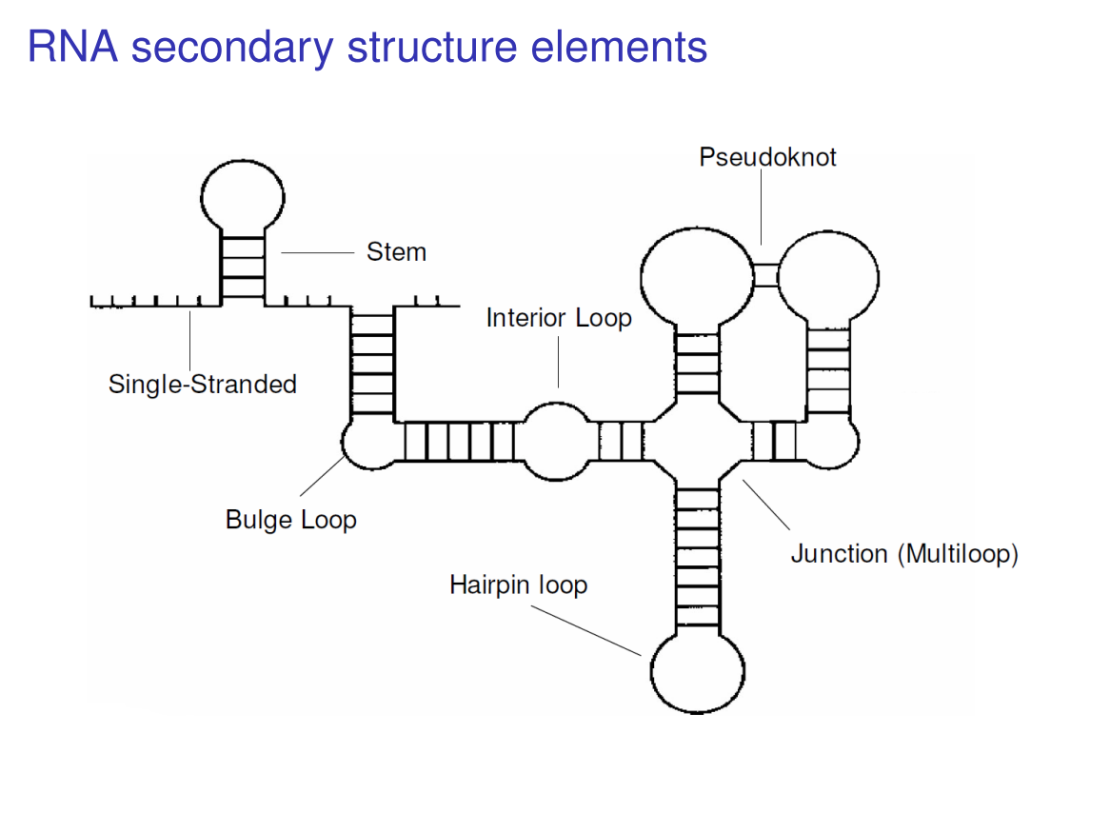 RNA secondary structure elements
Pseudoknot
Stem
Interior Loop
Single-Stranded
Bulge Loop
Junction (Multiloop)
Hairpin loop